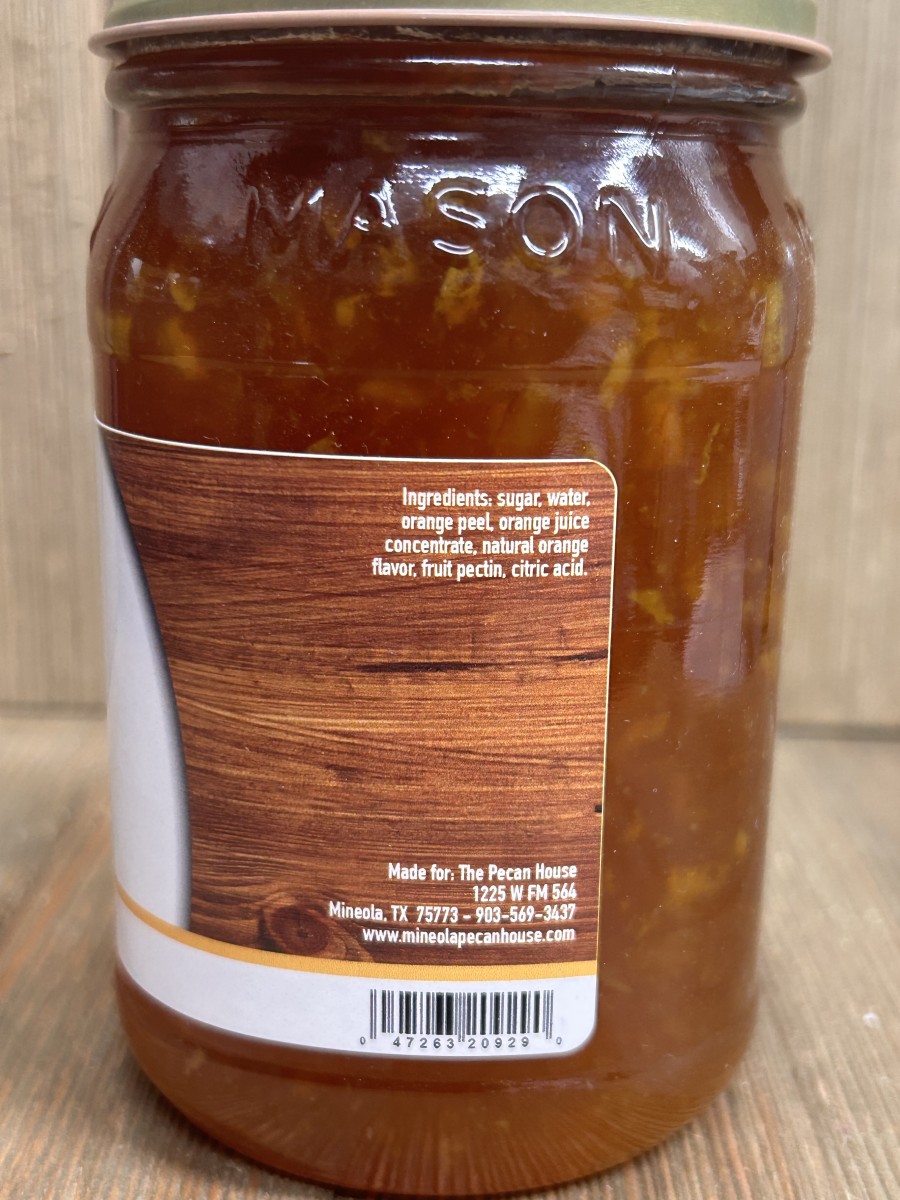 MASON
Ingredients: sugar, water,
orange peel, orange juice
concentrate, natural orange
flavor, fruit pectin, citric acid.
Made for: The Pecan House
1225 W FM 564
Mineola, TX 75773 - 903-569-3437
www.mineolapecanhouse.com
0 47263 20929 0